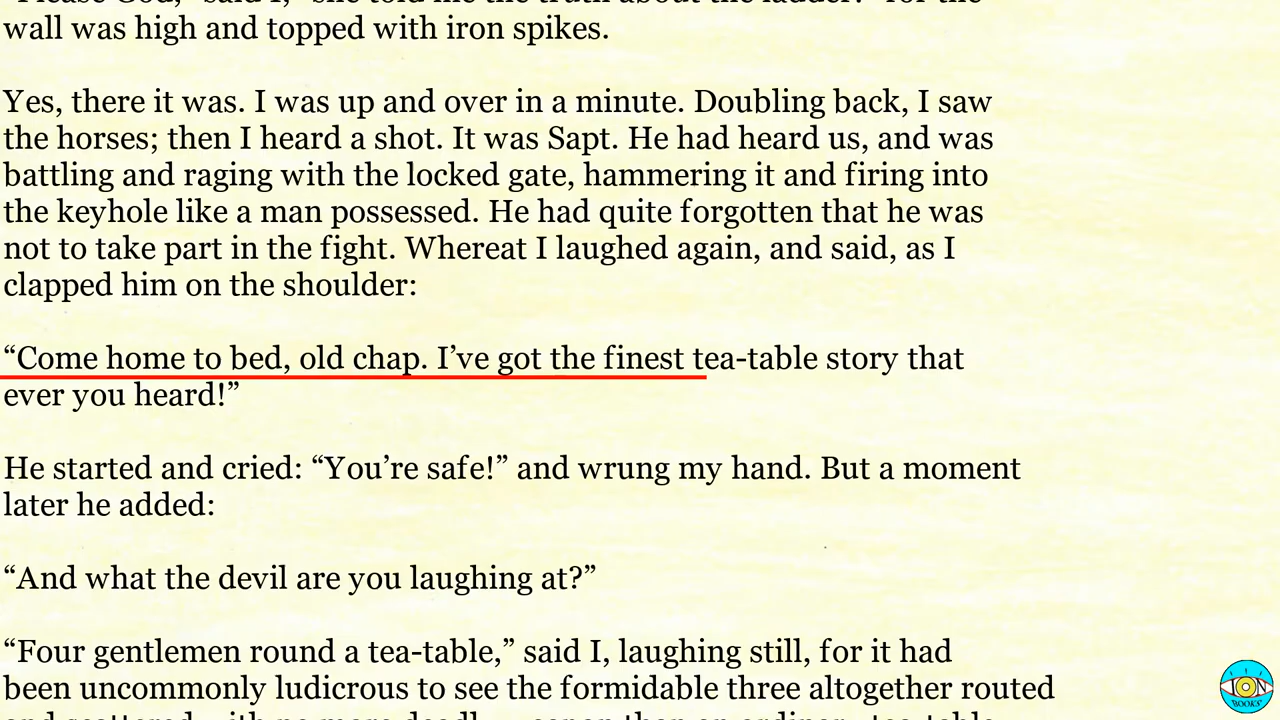 wall was high and topped with iron spikes.
Yes, there it was. I was up and over in a minute. Doubling back, I saw
the horses; then I heard a shot. It was Sapt. He had heard us, and was
battling and raging with the locked gate, hammering it and firing into
the keyhole like a man possessed. He had quite forgotten that he was
not to take part in the fight. Whereat I laughed again, and said, as I
clapped him on the shoulder:
“Come home to bed, old chap. I’ve got the finest tea-table story that
ever you heard!”
He started and cried: “You’re safe!” and wrung my hand. But a moment
later he added:
“And what the devil are you laughing at?”
“Four gentlemen round a tea-table,” said I, laughing still, for it had
been uncommonly ludicrous to see the formidable three altogether routed
I
ION
BOOKS